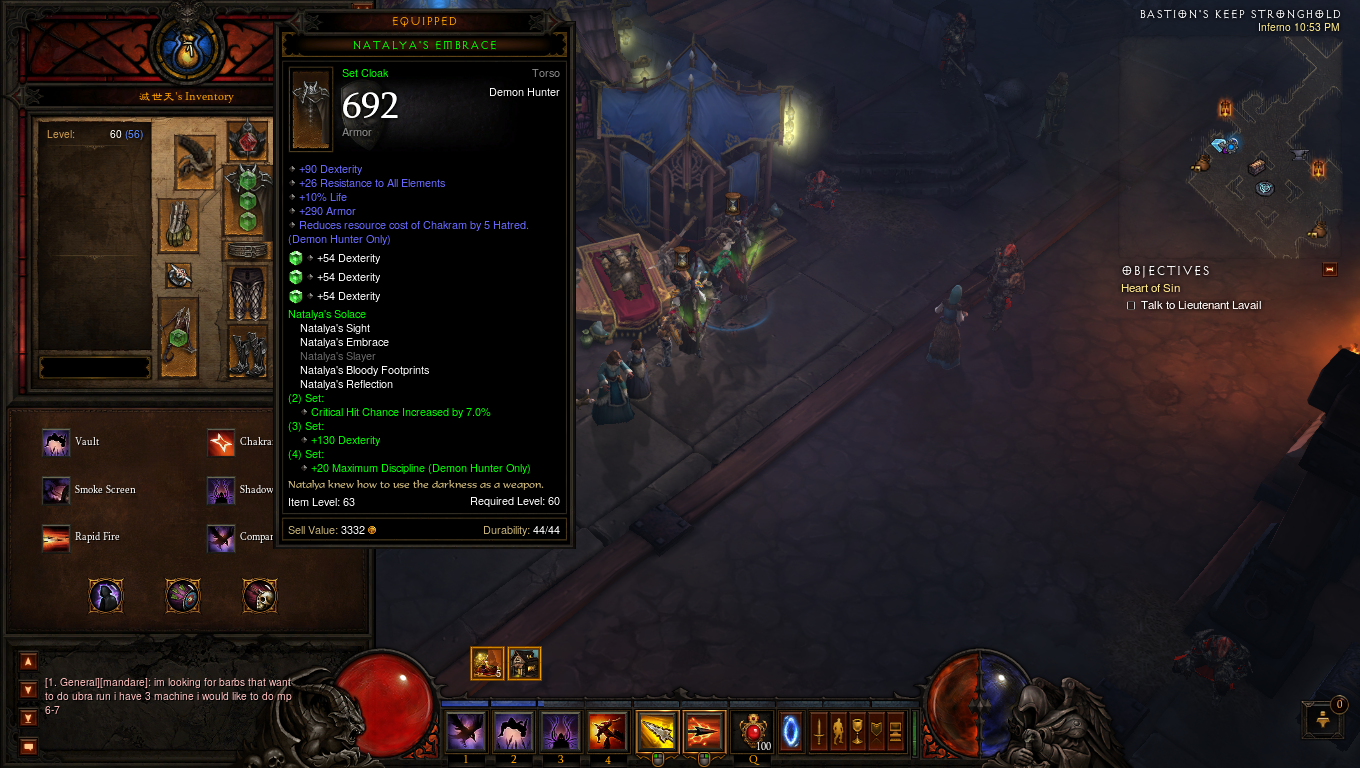 EQUIPPED
NATALYA'S EMBRACE
Set Cloak
Torso
692
Demon Hunter
Armor
+90 Dexterity
+26 Resistance to All Elements
+10% Life
+290 Armor
Reduces resource cost of Chakram by 5 Hatred.
(Demon Hunter Only)
+54 Dexterity
+54 Dexterity
+54 Dexterity
Natalya's Solace
Natalya's Sight
Natalya's Embrace
Natalya's Slayer
Natalya's Bloody Footprints
Natalya's Reflection
(2) Set:
Critical Hit Chance Increased by 7.0%
(3) Set:
+130 Dexterity
(4) Set:
+20 Maximum Discipline (Demon Hunter Only)
Natalya knew how to use the darkness as a weapon.
Item Level: 63
Required Level: 60
Sell Value: 3332
Durability: 44/44
滅世天's Inventory
Level: 60 (56)
Vault
Chakra
Smoke Screen
Shadow
Rapid Fire
Compan
[1. General][mandare]: im looking for barbs that want
to do ubra run i have 3 machine i would like to do mp
6-7
5
1
2
3
4
100
Q
BASTION'S KEEP STRONGHOLD
Inferno 10:53 PM
OBJECTIVES
Heart of Sin
Talk to Lieutenant Lavail
0